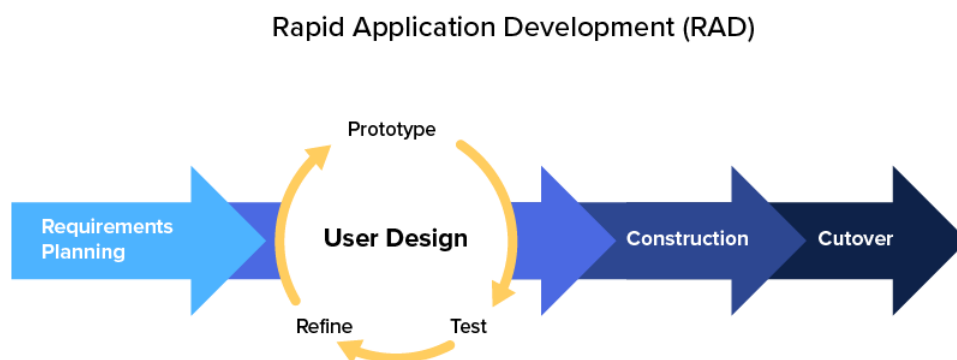 Rapid Application Development (RAD)
Prototype
Requirements
Planning
User Design
Construction
Cutover
Refine
Test